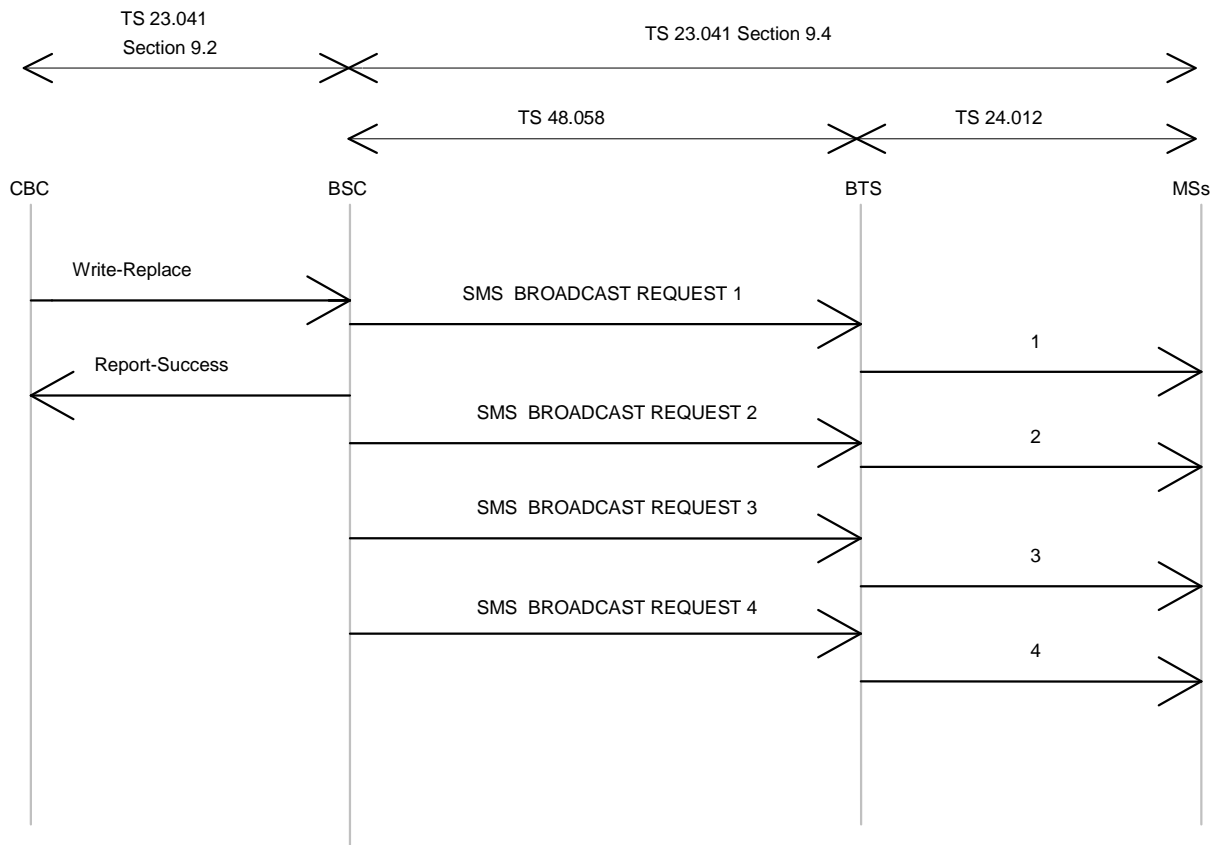 TS 23.041
Section 9.2
TS 23.041 Section 9.4
TS 48.058
TS 24.012
CBC
BSC
BTS
MSs
Write-Replace
SMS BROADCAST REQUEST 1
1
Report-Success
SMS BROADCAST REQUEST 2
2
SMS BROADCAST REQUEST 3
3
SMS BROADCAST REQUEST 4
4